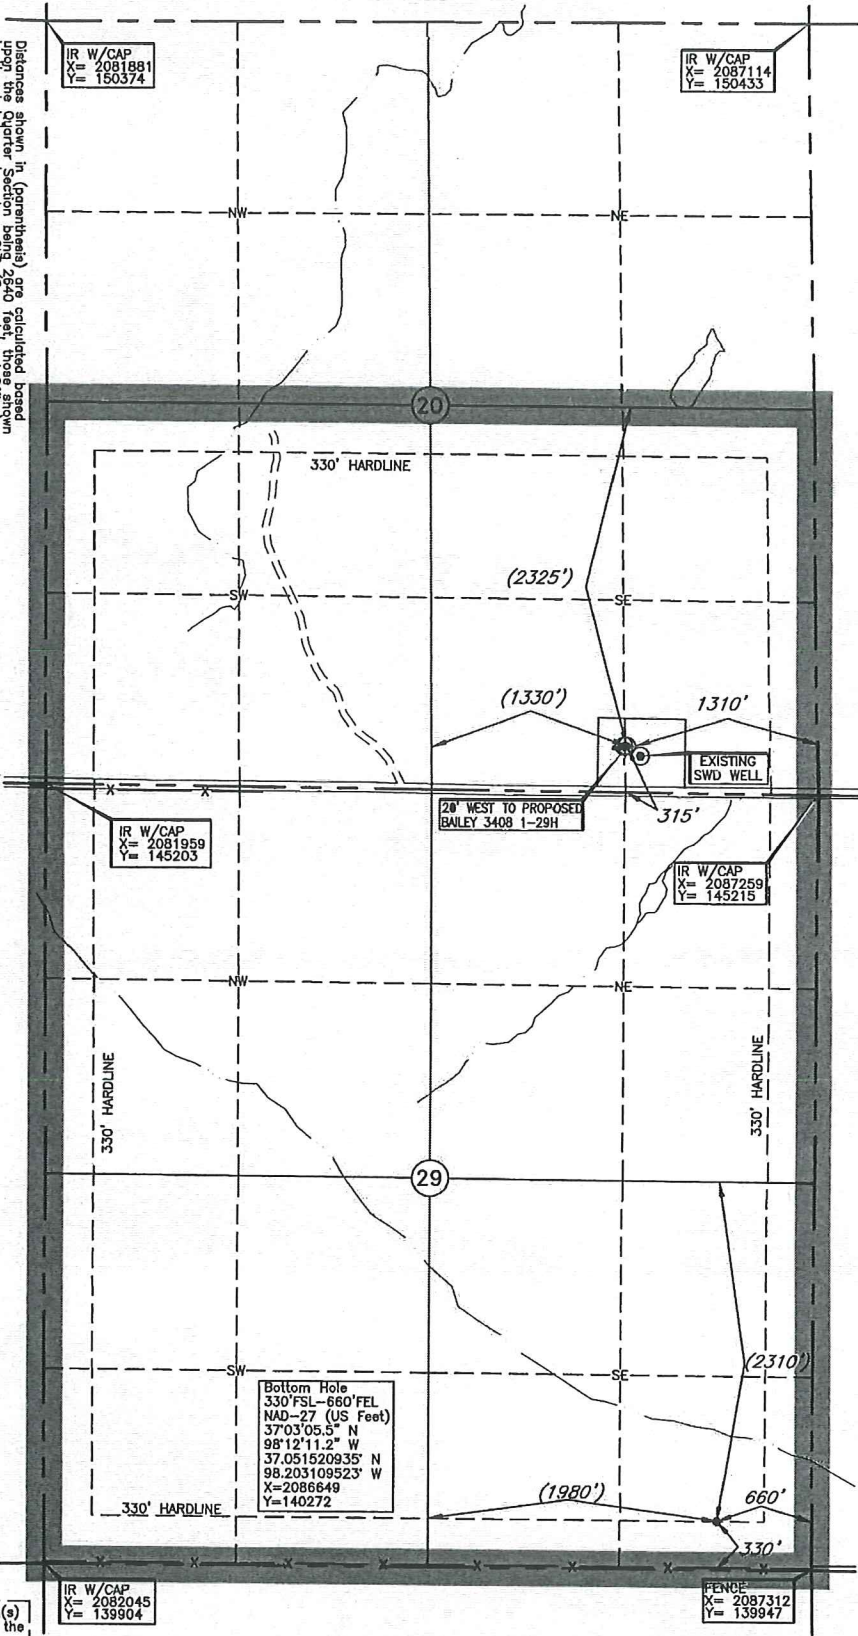 IR W/CAP
X= 2081881
Y= 150374
IR W/CAP
X= 2087114
Y= 150433
Distances shown in (parenthesis) are calculated based
upon the Quarter Section being 2640 feet, those shown
NW
NE
20
330' HARDLINE
(2325')
SW
SE
(1330')
1310'
EXISTING
SWD WELL
X
X
20' WEST TO PROPOSED
BAILEY 3408 1-29H
315'
IR W/CAP
X= 2081959
Y= 145203
IR W/CAP
X= 2087259
Y= 145215
NW
NE
330' HARDLINE
330' HARDLINE
29
(2310')
SW
SE
Bottom Hole
330'FSL-660'FEL
NAD-27 (US Feet)
37°03'05.5" N
98°12'11.2" W
37.051520935° N
98.203109523° W
X=2086649
Y=140272
330' HARDLINE
(1980')
660'
330'
X
X
X
X
X
X
X
X
IR W/CAP
X= 2082045
Y= 139904
FENCE
X= 2087312
Y= 139947
(s)
the